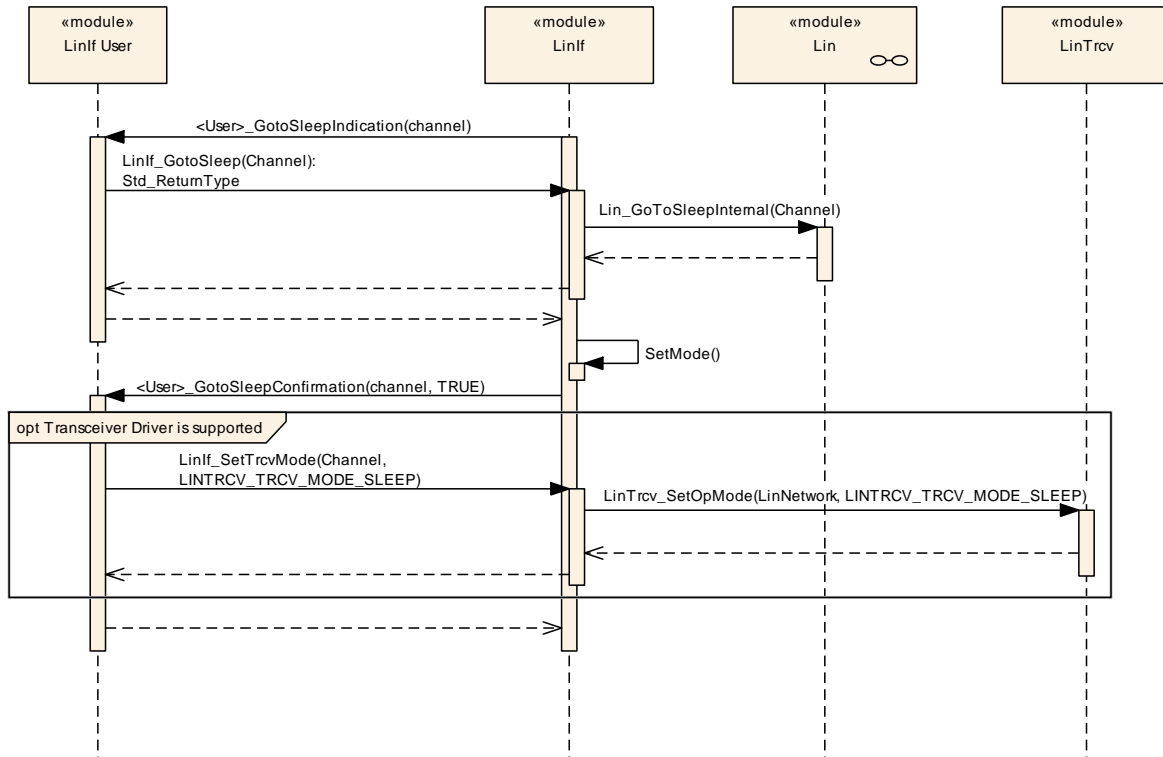 «module»
LinIf User
«module»
LinIf
«module»
Lin
«module»
LinTrcv
<User>_GotoSleepIndication(channel)
LinIf_GotoSleep(Channel):
Std_ReturnType
Lin_GoToSleepInternal(Channel)
SetMode()
<User>_GotoSleepConfirmation(channel, TRUE)
opt Transceiver Driver is supported
LinIf_SetTrcvMode(Channel,
LINTRCV_TRCV_MODE_SLEEP)
LinTrcv_SetOpMode(LinNetwork, LINTRCV_TRCV_MODE_SLEEP)